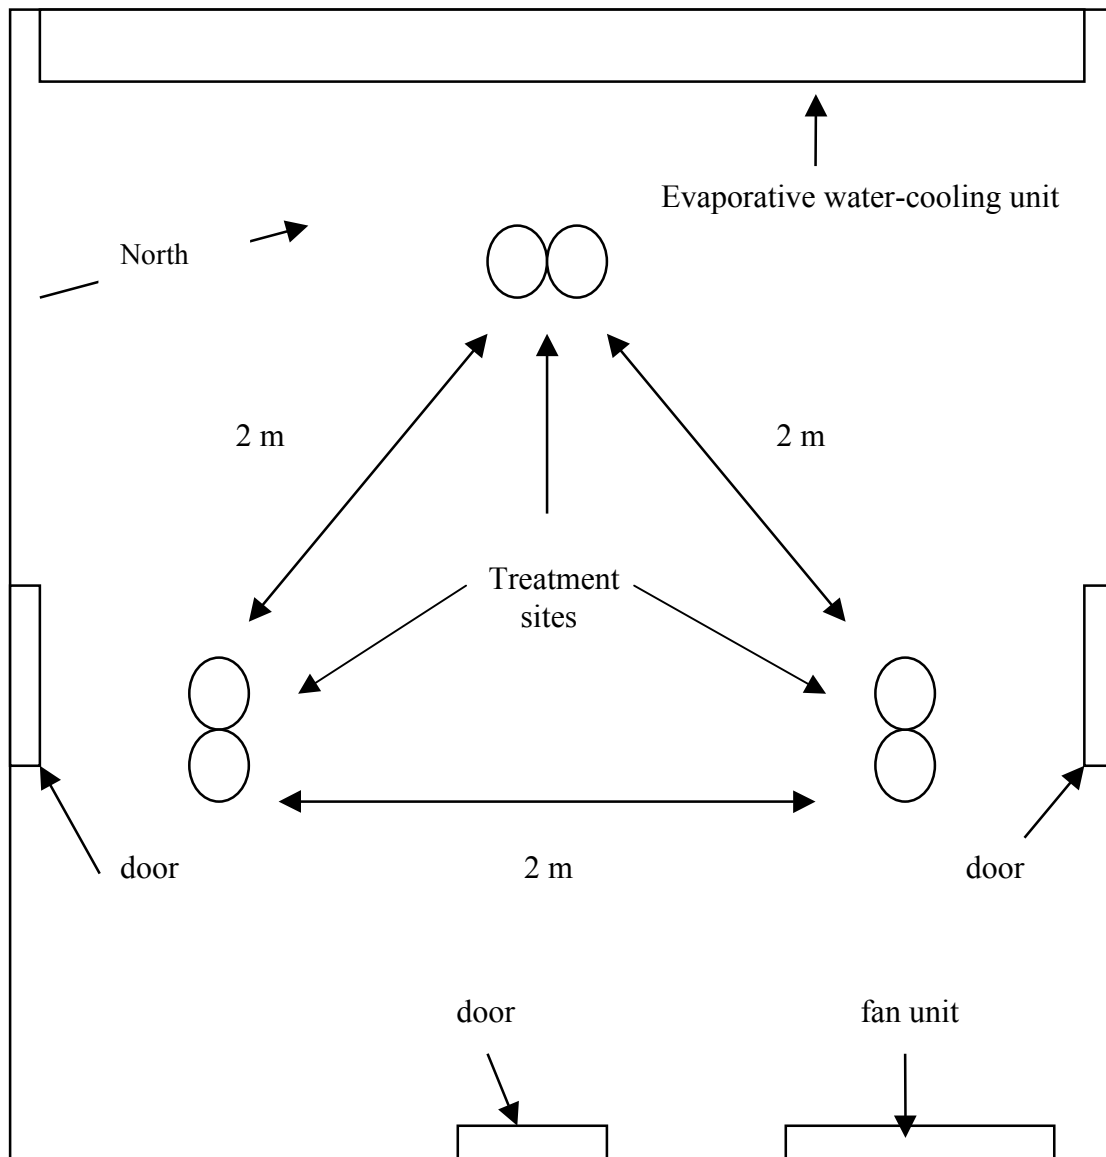 Evaporative water-cooling unit
North
2 m
2 m
Treatment
sites
door
2 m
door
door
fan unit